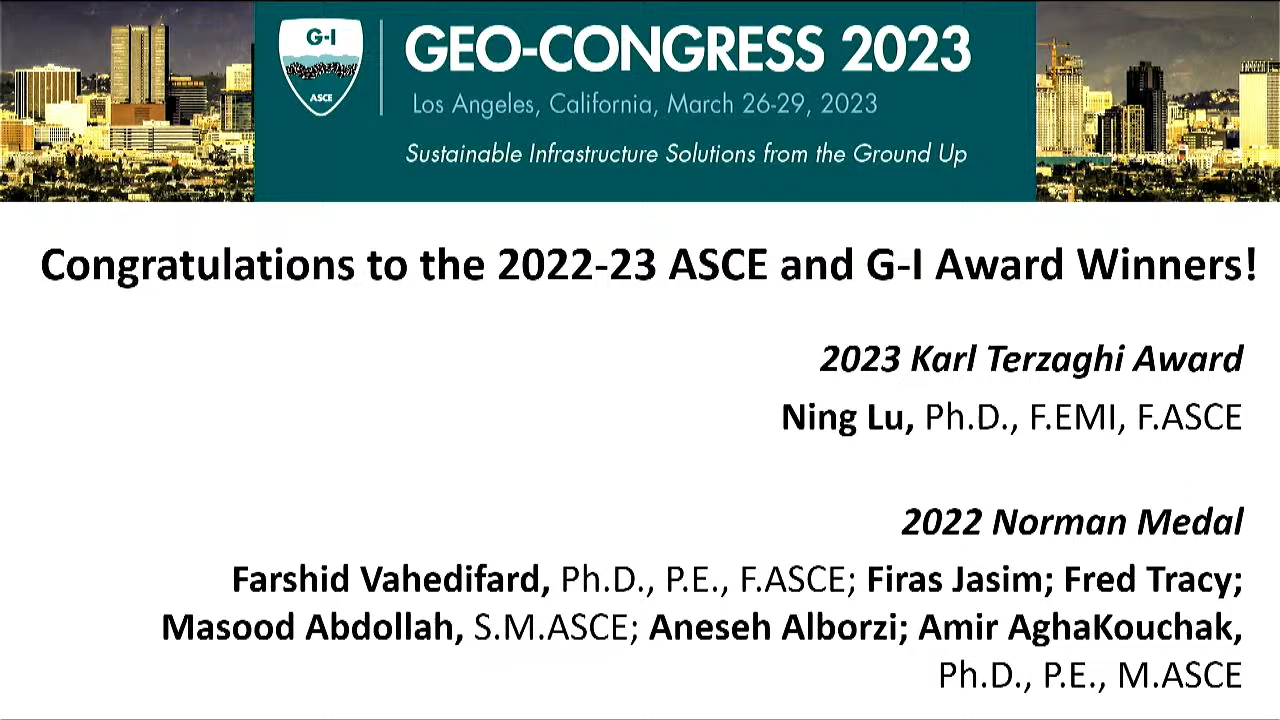 G-I
ASCE
GEO-CONGRESS 2023
Los Angeles, California, March 26-29, 2023
Sustainable Infrastructure Solutions from the Ground Up
Congratulations to the 2022-23 ASCE and G-I Award Winners!
2023 Karl Terzaghi Award
Ning Lu, Ph.D., F.EMI, F.ASCE
2022 Norman Medal
Farshid Vahedifard, Ph.D., P.E., F.ASCE; Firas Jasim; Fred Tracy;
Masood Abdollah, S.M.ASCE; Aneseh Alborzi; Amir AghaKouchak,
Ph.D., P.E., M.ASCE